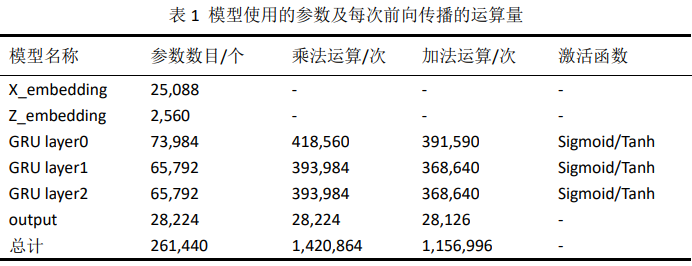 表 1 模型使用的参数及每次前向传播的运算量
模型名称 参数数目/个 乘法运算/次 加法运算/次 激活函数
X_embedding 25,088 - - -
Z_embedding 2,560 - - -
GRU layer0 73,984 418,560 391,590 Sigmoid/Tanh
GRU layer1 65,792 393,984 368,640 Sigmoid/Tanh
GRU layer2 65,792 393,984 368,640 Sigmoid/Tanh
output 28,224 28,224 28,126 -
总计 261,440 1,420,864 1,156,996 -